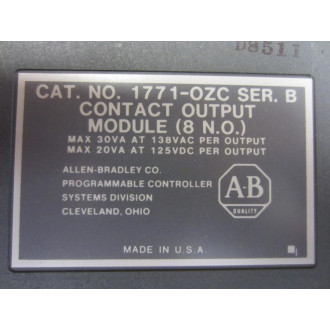 D8511
CAT. NO. 1771-OZC SER. B
CONTACT OUTPUT
MODULE (8 N.O.)
MAX 30VA AT 138VAC PER OUTPUT
MAX 20VA AT 125VDC PER OUTPUT
ALLEN-BRADLEY CO.
PROGRAMMABLE CONTROLLER
SYSTEMS DIVISION
CLEVELAND, OHIO
A-B
QUALITY
MADE IN U.S.A